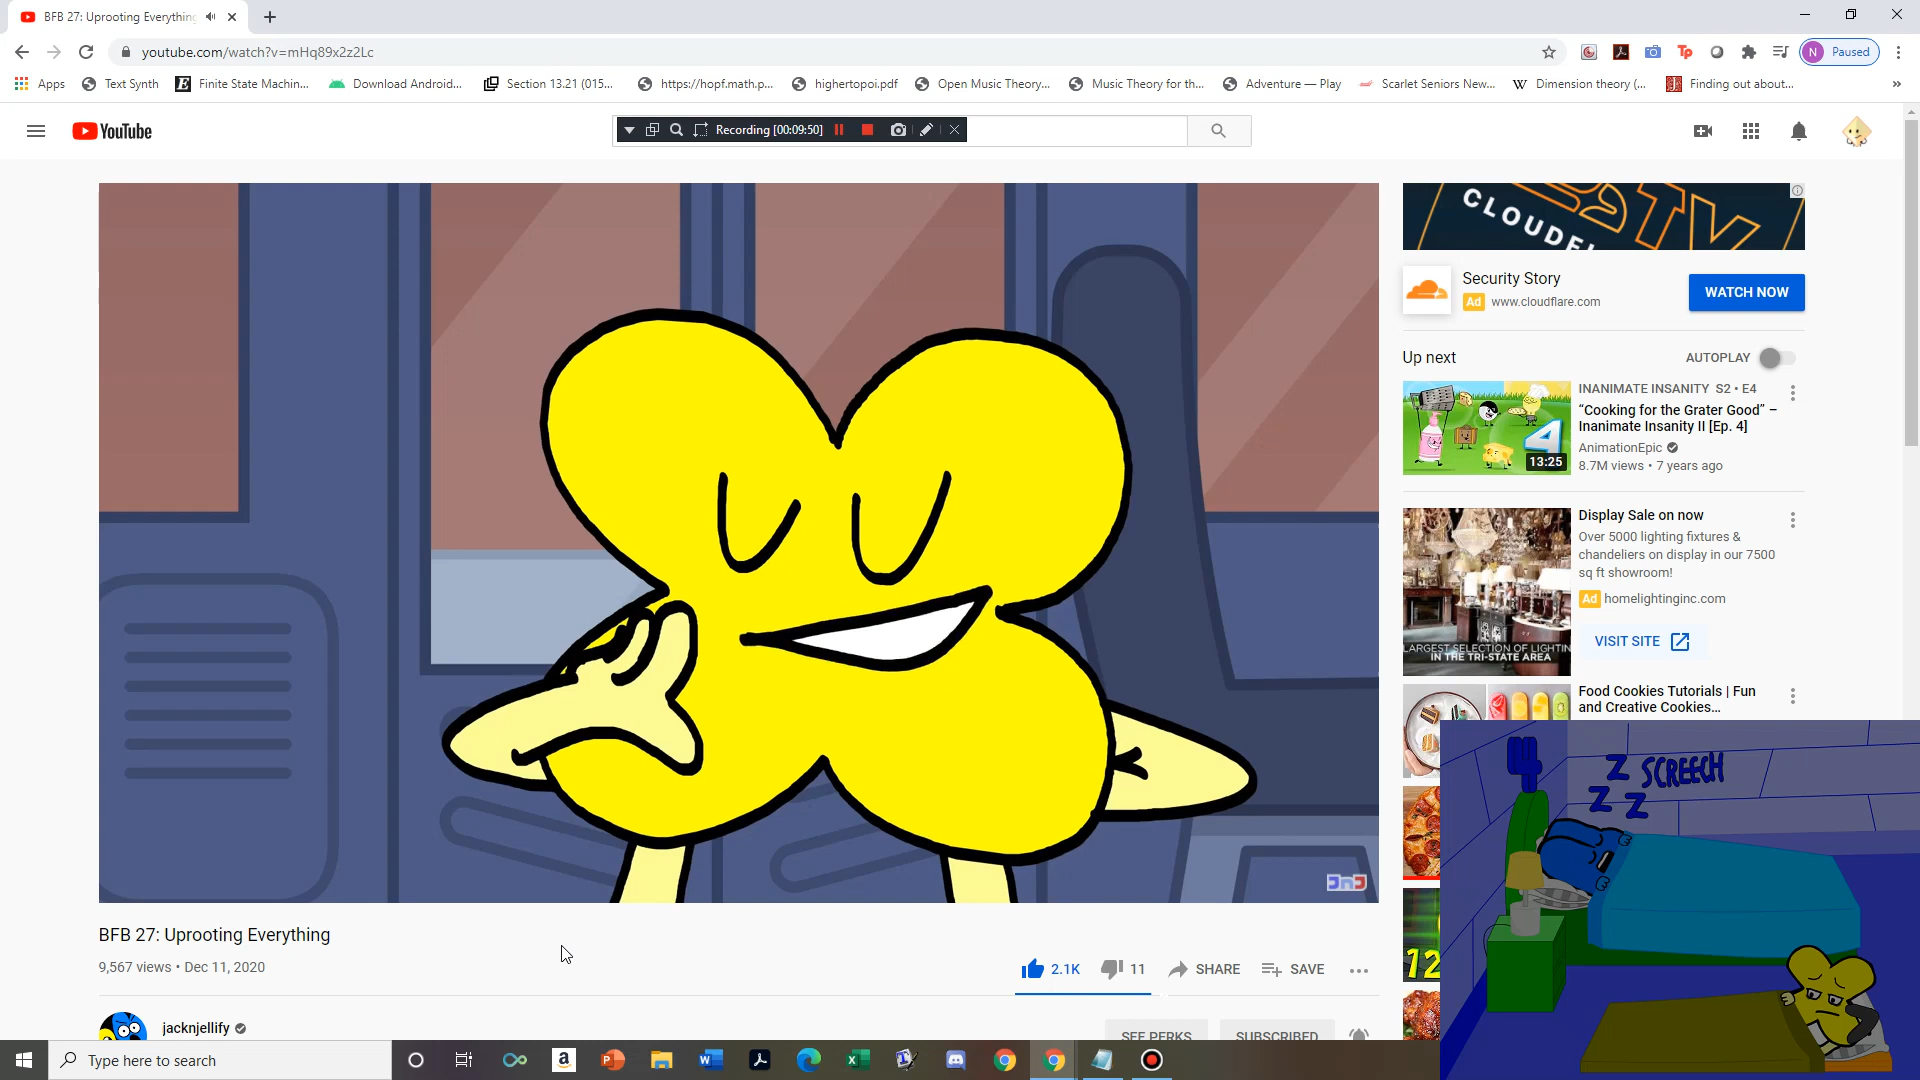 BFB 27: Uprooting Everything
youtube.com/watch?v=mHq89x2z2Lc
N Paused
Apps
Text Synth
Finite State Machin...
Download Android...
Section 13.21 (015...
https://hopf.math.p...
highertopoi.pdf
Open Music Theory...
Music Theory for th...
Adventure — Play
Scarlet Seniors New...
W Dimension theory (...
Finding out about...
YouTube
Recording [00:09:50]
CLOUDFL
TV
Security Story
Ad www.cloudflare.com
WATCH NOW
Up next
AUTOPLAY
INANIMATE INSANITY S2 • E4
“Cooking for the Grater Good” –
Inanimate Insanity II [Ep. 4]
AnimationEpic
8.7M views • 7 years ago
4
13:25
Display Sale on now
Over 5000 lighting fixtures &
chandeliers on display in our 7500
sq ft showroom!
Ad homelightinginc.com
VISIT SITE
LARGEST SELECTION OF LIGHTIN
IN THE TRI-STATE AREA
Food Cookies Tutorials | Fun
and Creative Cookies...
12
4
Z SCREECH
Z Z
JnJ
BFB 27: Uprooting Everything
9,567 views • Dec 11, 2020
2.1K
11
SHARE
SAVE
jacknjellify
SEE PERKS
SUBSCRIBED
Type here to search